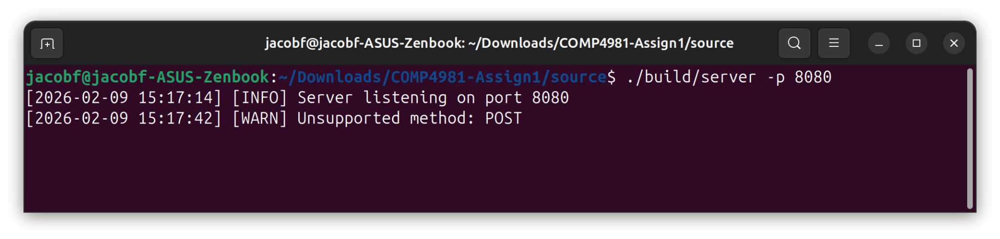 jacobf@jacobf-ASUS-Zenbook: ~/Downloads/COMP4981-Assign1/source
jacobf@jacobf-ASUS-Zenbook:~/Downloads/COMP4981-Assign1/source$ ./build/server -p 8080
[2026-02-09 15:17:14] [INFO] Server listening on port 8080
[2026-02-09 15:17:42] [WARN] Unsupported method: POST